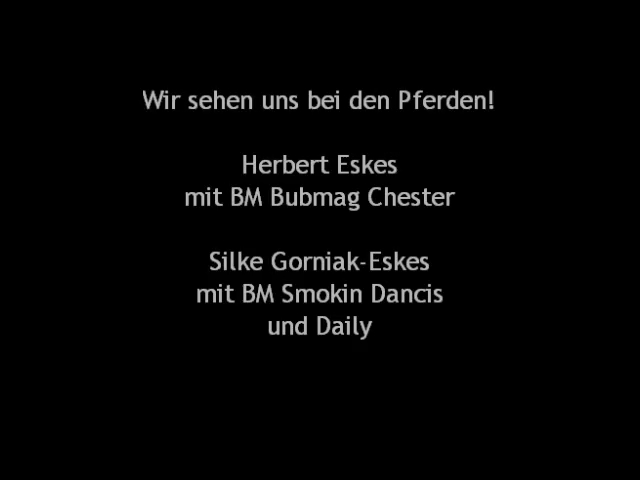 Wir sehen uns bei den Pferden!
Herbert Eskes
mit BM Bubmag Chester
Silke Gorniak-Eskes
mit BM Smokin Dancis
und Daily